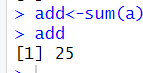 > add<-sum(a)
> add
[1] 25
>